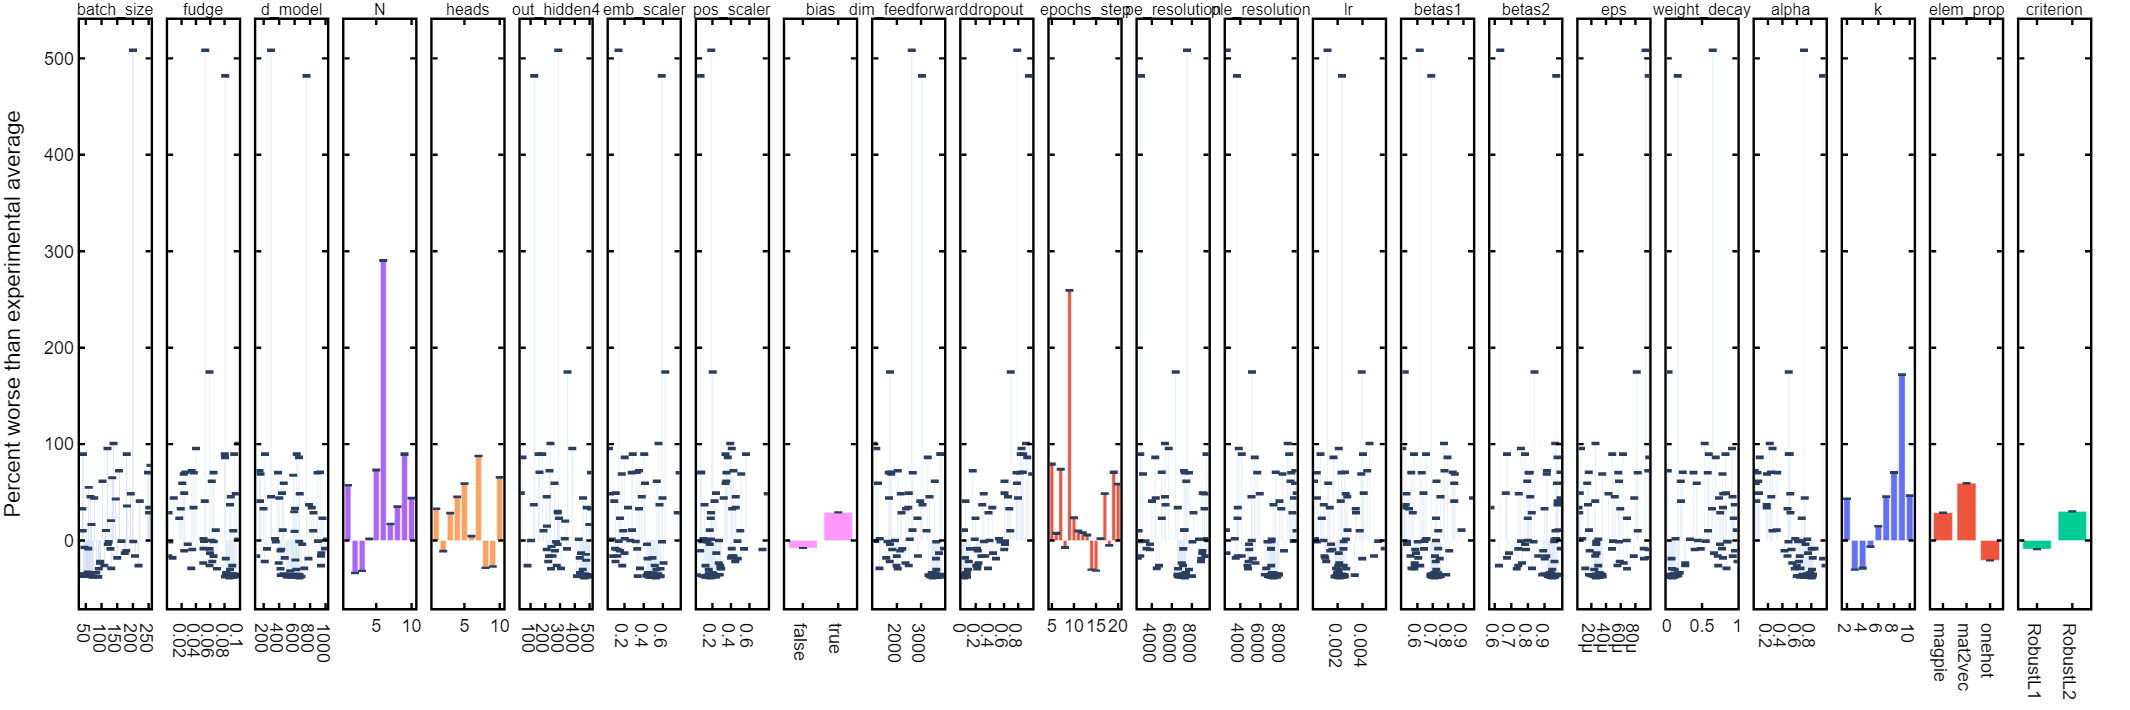 batch_size fudge d_model N heads out_hidden4 emb_scaler pos_scaler bias dim_feedforward dropout epochs_step pe_resolution ple_resolution lr betas1 betas2 eps weight_decay alpha k elem_prop criterion
Percent worse than experimental average
500
400
300
200
100
0
50 100 150 200 250
0.02 0.04 0.06 0.08 0.1
200 400 600 800 1000
5 10
5 10
100 200 300 400 500
0.2 0.4 0.6
0.2 0.4 0.6
false true
2000 3000
0 0.2 0.4 0.6 0.8
5 10 15 20
4000 6000 8000
4000 6000 8000
0.002 0.004
0.6 0.7 0.8 0.9
0.6 0.7 0.8 0.9
20μ 40μ 60μ 80μ
0 0.5 1
0.2 0.4 0.6 0.8
2 4 6 8 10
magpie mat2vec onehot
RobustL1 RobustL2